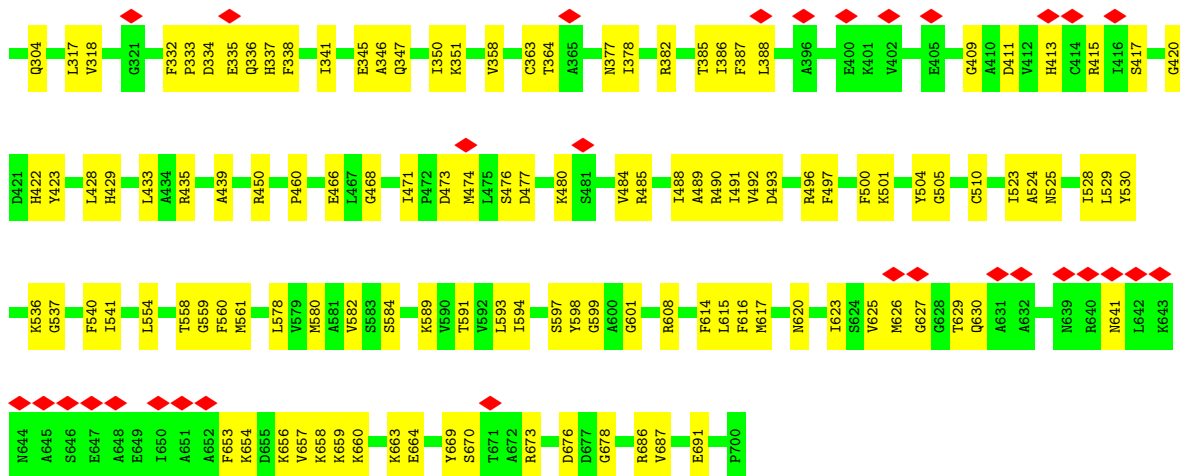 Q304 L317 V318 G321 F332 P333 D334 E335 Q336 H337 F338 I341 E345 A346 Q347 I350 K351 V358 C363 T364 A365 N377 I378 R382 T385 I386 F387 L388 A396 E400 K401 V402 E405 G409 A410 D411 V412 H413 C414 R415 I416 S417 G420
D421 H422 Y423 L428 H429 L433 A434 R435 A439 R450 P460 E466 L467 G468 I471 P472 D473 M474 L475 S476 D477 K480 S481 V484 R485 I488 A489 R490 I491 V492 D493 R496 F497 F500 K501 Y504 G505 C510 I523 A524 N525 I528 L529 Y530
K536 G537 F540 I541 L554 T558 G559 F560 M561 L578 V579 M580 A581 V582 S583 S584 K589 V590 T591 V592 L593 I594 S597 Y598 G599 A600 G601 R608 F614 L615 F616 M617 N620 I623 S624 V625 M626 G627 G628 T629 Q630 A631 A632 N639 R640 N641 L642 K643
N644 A645 S646 E647 A648 E649 I650 A651 A652 F653 K654 D655 K656 V657 K658 K659 K660 K663 E664 Y669 S670 T671 A672 R673 D676 D677 G678 R686 V687 E691 P700